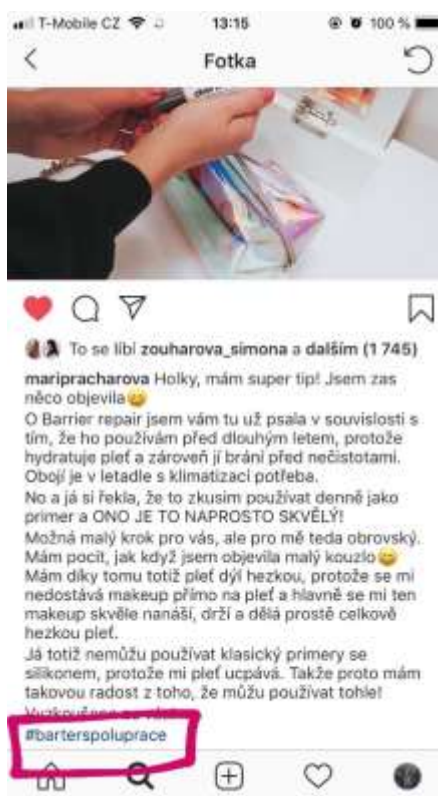 T-Mobile CZ 13:15 100 %
Fotka
To se líbí zouharova_simona a dalším (1 745)
maripracharova Holky, mám super tip! Jsem zas
něco objevila😄
O Barrier repair jsem vám tu už psala v souvislosti s
tím, že ho používám před dlouhým letem, protože
hydratuje pleť a zároveň jí brání před nečistotami.
Obojí je v letadle s klimatizací potřeba.
No a já si řekla, že to zkusim používat denně jako
primer a ONO JE TO NAPROSTO SKVĚLÝ!
Možná malý krok pro vás, ale pro mě teda obrovský.
Mám pocit, jak když jsem objevila malý kouzlo😄
Mám díky tomu totiž pleť dýl hezkou, protože se mi
nedostává makeup přímo na pleť a hlavně se mi ten
makeup skvěle nanáší, drží a dělá prostě celkově
hezkou pleť.
Já totiž nemůžu používat klasický primery se
silikonem, protože mi pleť ucpává. Takže proto mám
takovou radost z toho, že můžu používat tohle!
#barterspoluprace